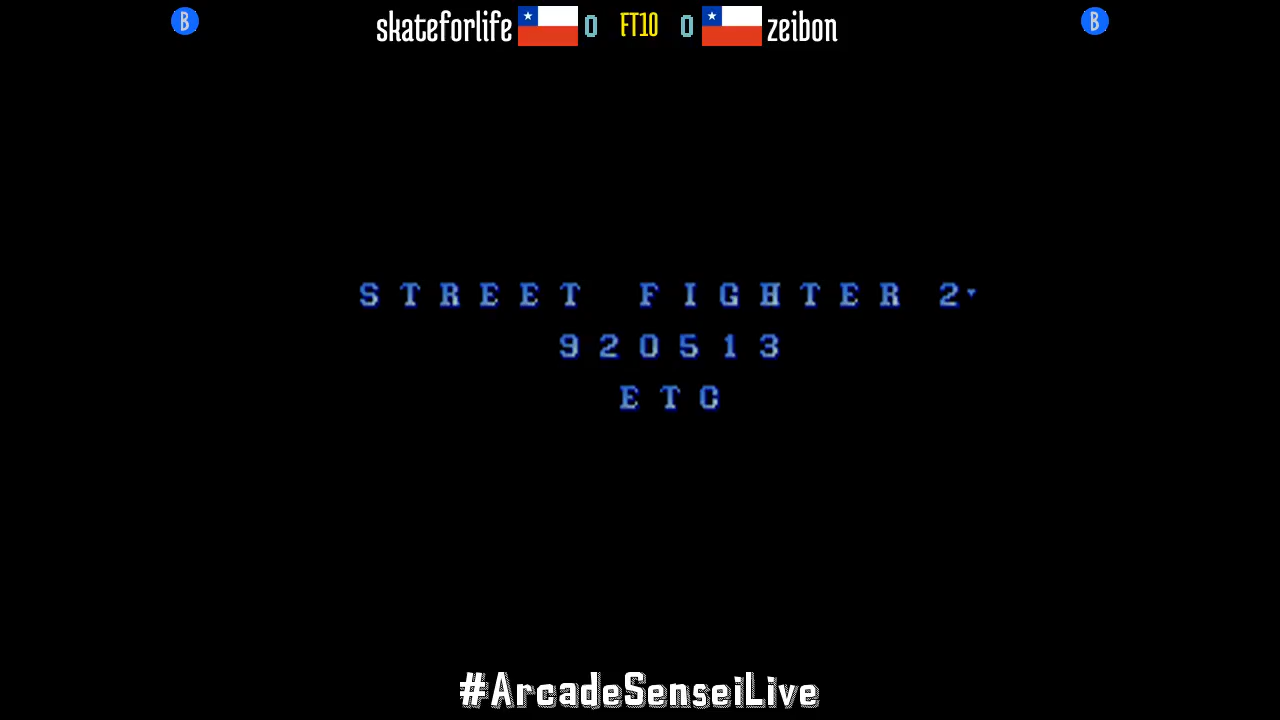 B skateforlife 0 FT10 0 zeibon B
STREET FIGHTER 2'
920513
ETC
#ArcadeSenseiLive